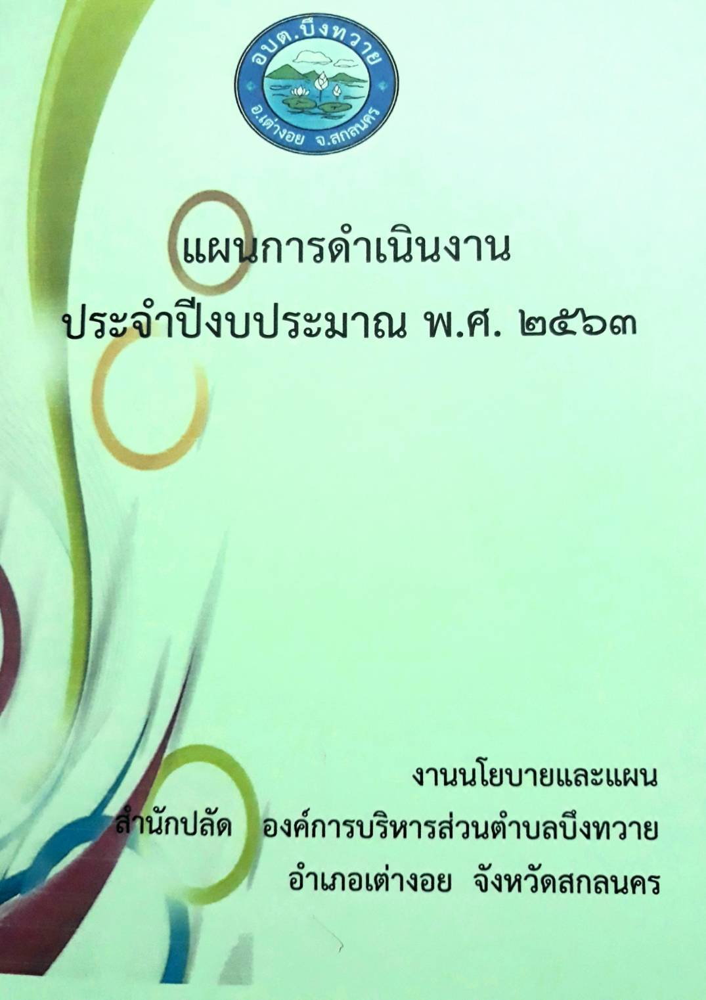 อบต.บึงทวาย
อ.เต่างอย จ.สกลนคร
แผนการดำเนินงาน
ประจำปีงบประมาณ พ.ศ. ๒๕๖๓
งานนโยบายและแผน
สำนักปลัด องค์การบริหารส่วนตำบลบึงทวาย
อำเภอเต่างอย จังหวัดสกลนคร